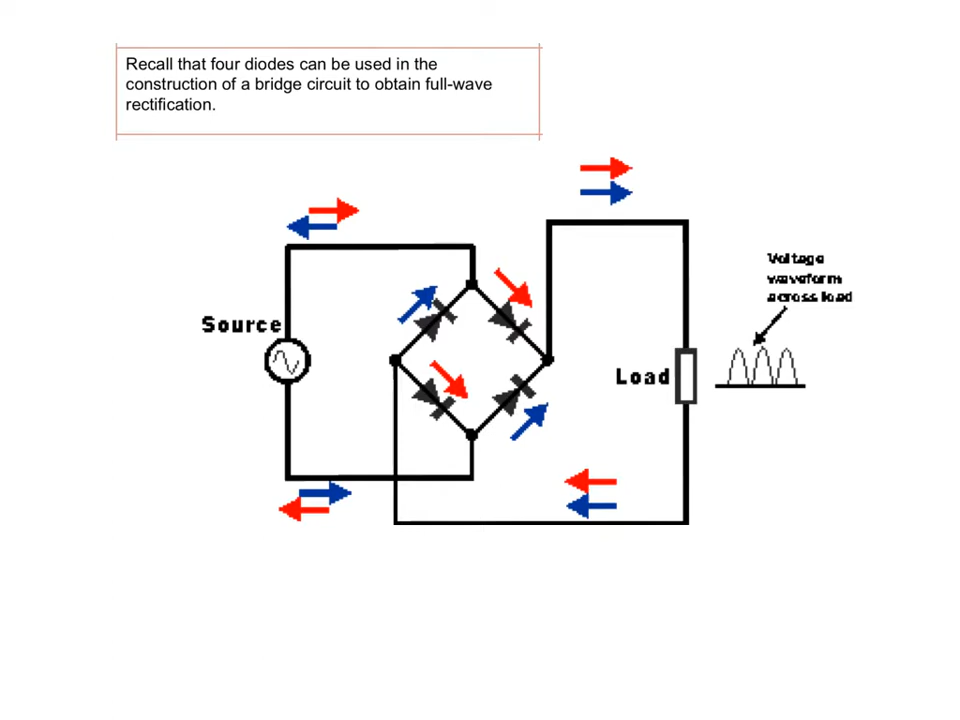 Recall that four diodes can be used in the
construction of a bridge circuit to obtain full-wave
rectification.
Voltage
waveform
across load
Source
Load